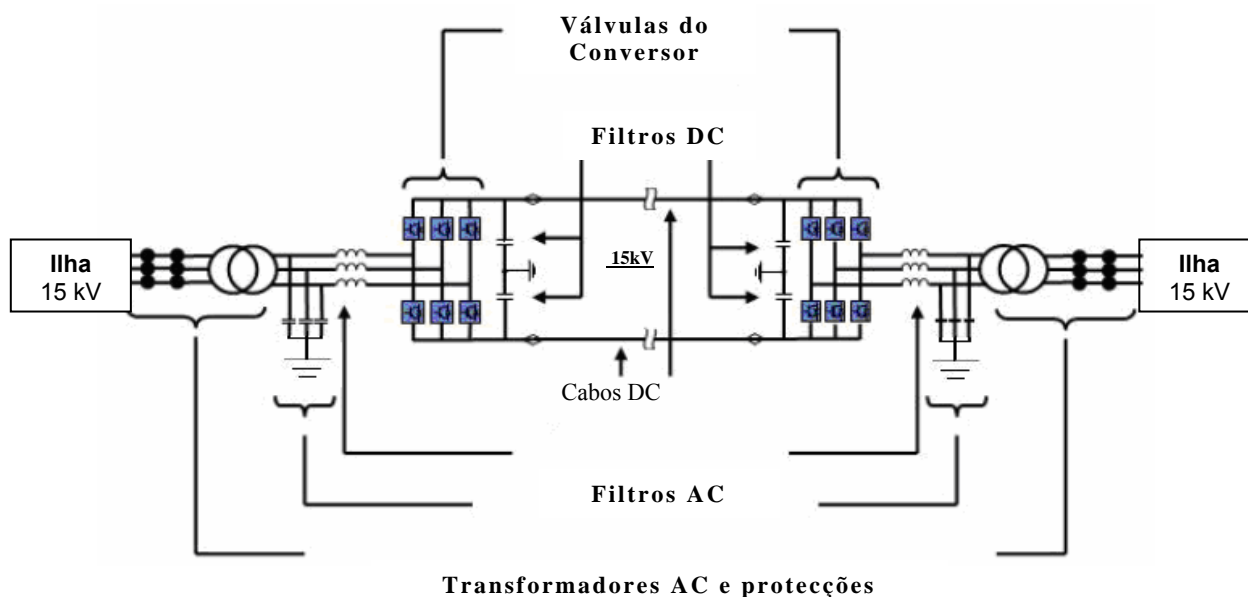 Válvulas do
Conversor
Filtros DC
Ilha
15 kV
15kV
Ilha
15 kV
Cabos DC
Filtros AC
Transformadores AC e protecções